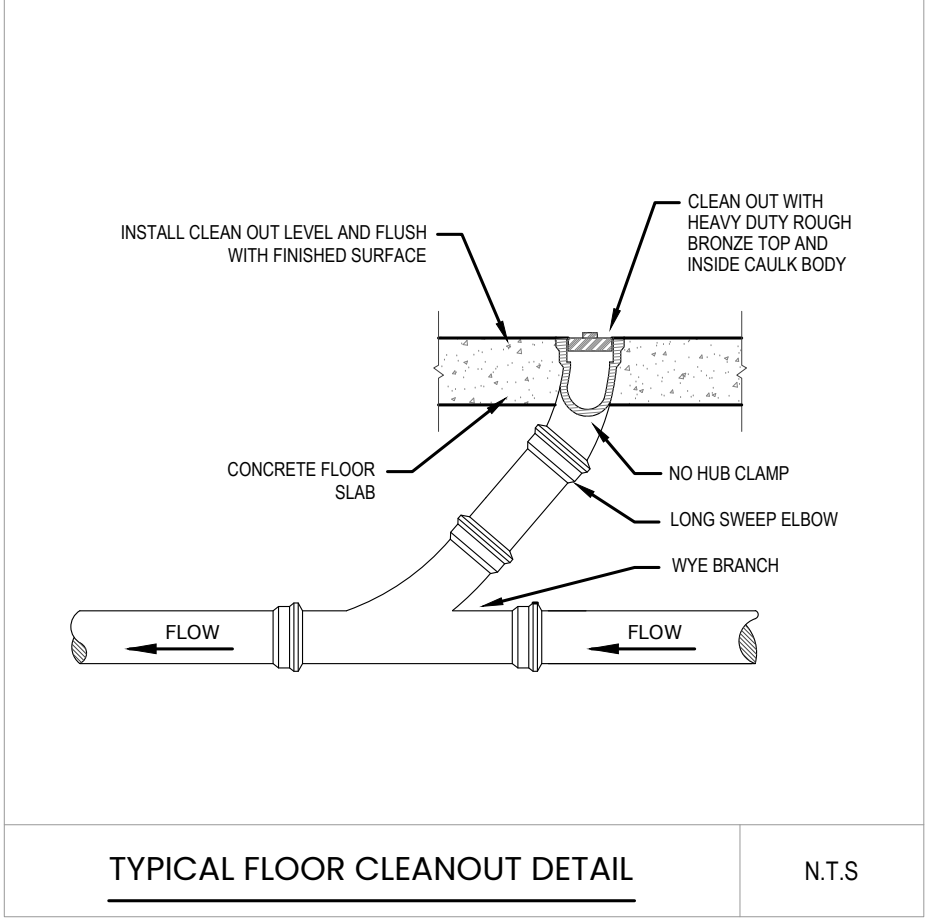 INSTALL CLEAN OUT LEVEL AND FLUSH
WITH FINISHED SURFACE
CLEAN OUT WITH
HEAVY DUTY ROUGH
BRONZE TOP AND
INSIDE CAULK BODY
CONCRETE FLOOR
SLAB
NO HUB CLAMP
LONG SWEEP ELBOW
WYE BRANCH
FLOW
FLOW
TYPICAL FLOOR CLEANOUT DETAIL
N.T.S